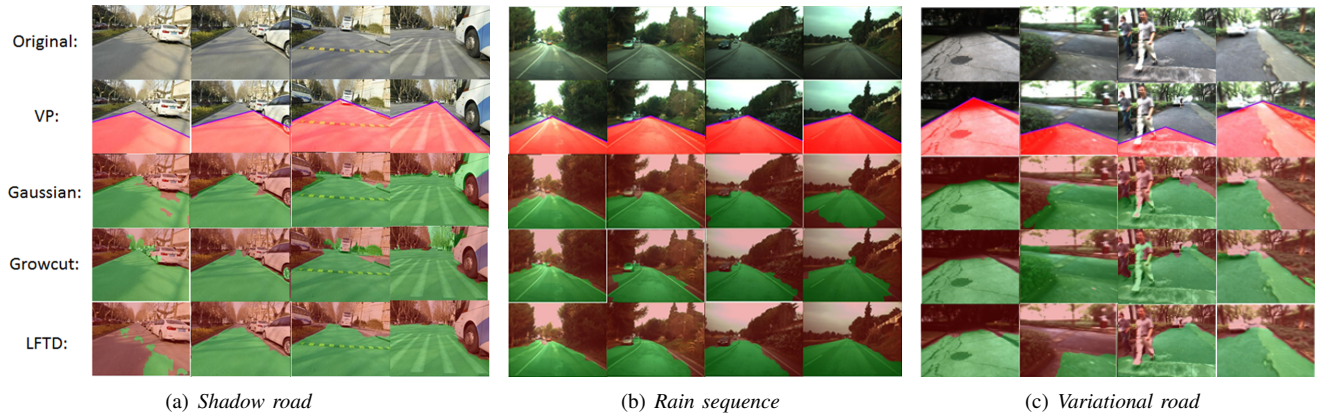 Original:
VP:
Gaussian:
Growcut:
LFTD:
(a) Shadow road
(b) Rain sequence
(c) Variational road